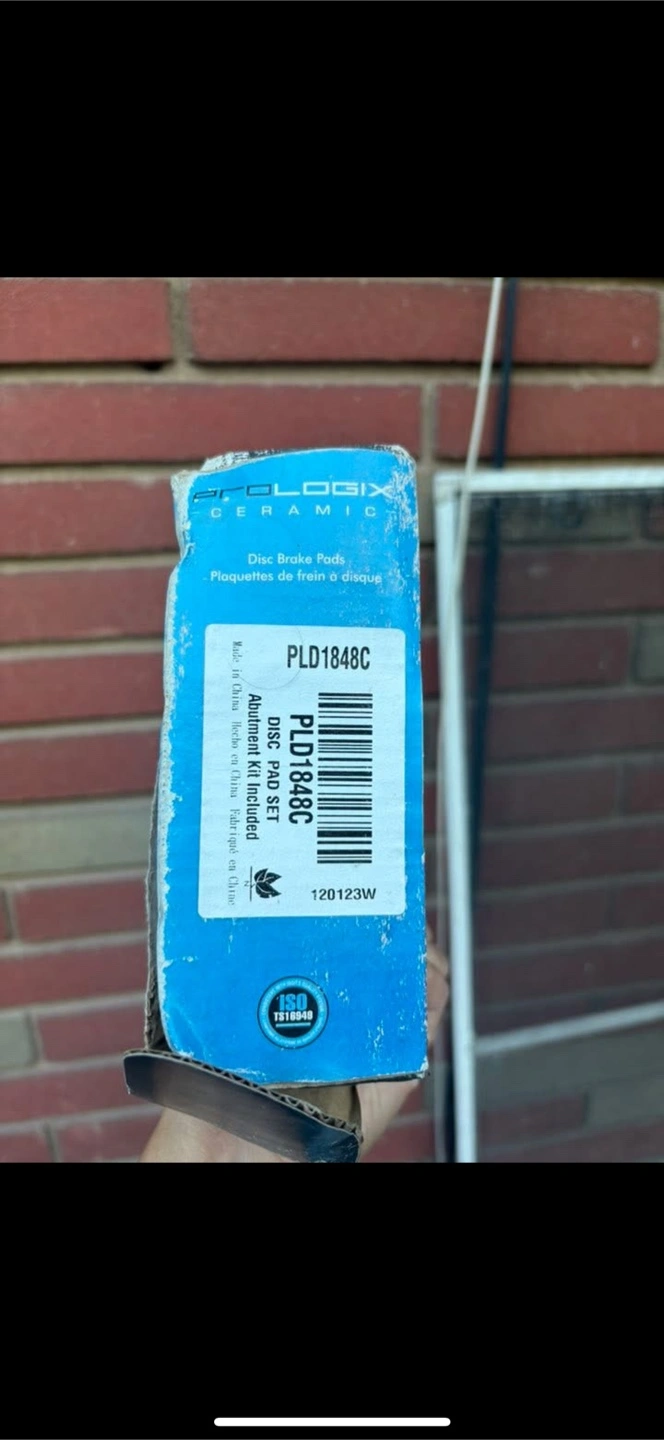 PROLOGIX
CERAMIC
Disc Brake Pads
Plaquettes de frein à disque
PLD1848C
PLD1848C
DISC PAD SET
Abutment Kit Included
Made in China Hecho en China Fabriqué en Chine
120123W
N
ISO
TS16949